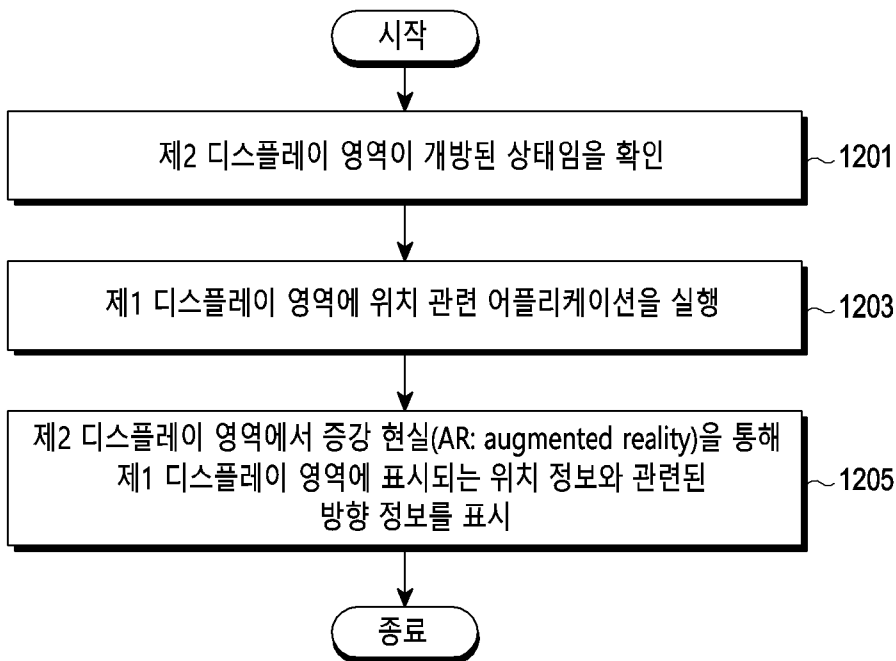 시작
제2 디스플레이 영역이 개방된 상태임을 확인
1201
제1 디스플레이 영역에 위치 관련 어플리케이션을 실행
1203
제2 디스플레이 영역에서 증강 현실(AR: augmented reality)을 통해
제1 디스플레이 영역에 표시되는 위치 정보와 관련된
방향 정보를 표시
1205
종료